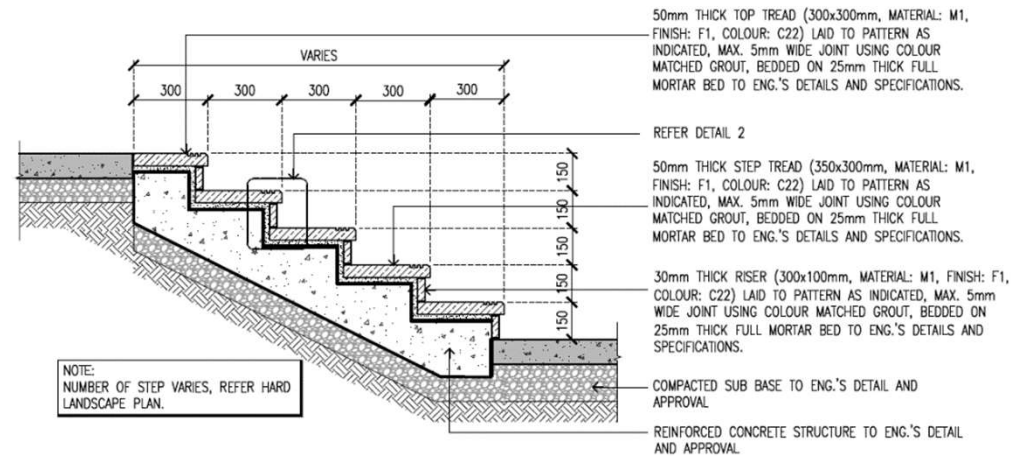 50mm THICK TOP TREAD (300x300mm, MATERIAL: M1,
FINISH: F1, COLOUR: C22) LAID TO PATTERN AS
INDICATED, MAX. 5mm WIDE JOINT USING COLOUR
MATCHED GROUT, BEDDED ON 25mm THICK FULL
MORTAR BED TO ENG.'S DETAILS AND SPECIFICATIONS.
VARIES
300 300 300 300 300
REFER DETAIL 2
50mm THICK STEP TREAD (350x300mm, MATERIAL: M1,
FINISH: F1, COLOUR: C22) LAID TO PATTERN AS
INDICATED, MAX. 5mm WIDE JOINT USING COLOUR
MATCHED GROUT, BEDDED ON 25mm THICK FULL
MORTAR BED TO ENG.'S DETAILS AND SPECIFICATIONS.
150
150
150
150
150
30mm THICK RISER (300x100mm, MATERIAL: M1, FINISH: F1,
COLOUR: C22) LAID TO PATTERN AS INDICATED, MAX. 5mm
WIDE JOINT USING COLOUR MATCHED GROUT, BEDDED ON
25mm THICK FULL MORTAR BED TO ENG.'S DETAILS AND
SPECIFICATIONS.
NOTE:
NUMBER OF STEP VARIES, REFER HARD
LANDSCAPE PLAN.
COMPACTED SUB BASE TO ENG.'S DETAIL AND
APPROVAL
REINFORCED CONCRETE STRUCTURE TO ENG.'S DETAIL
AND APPROVAL